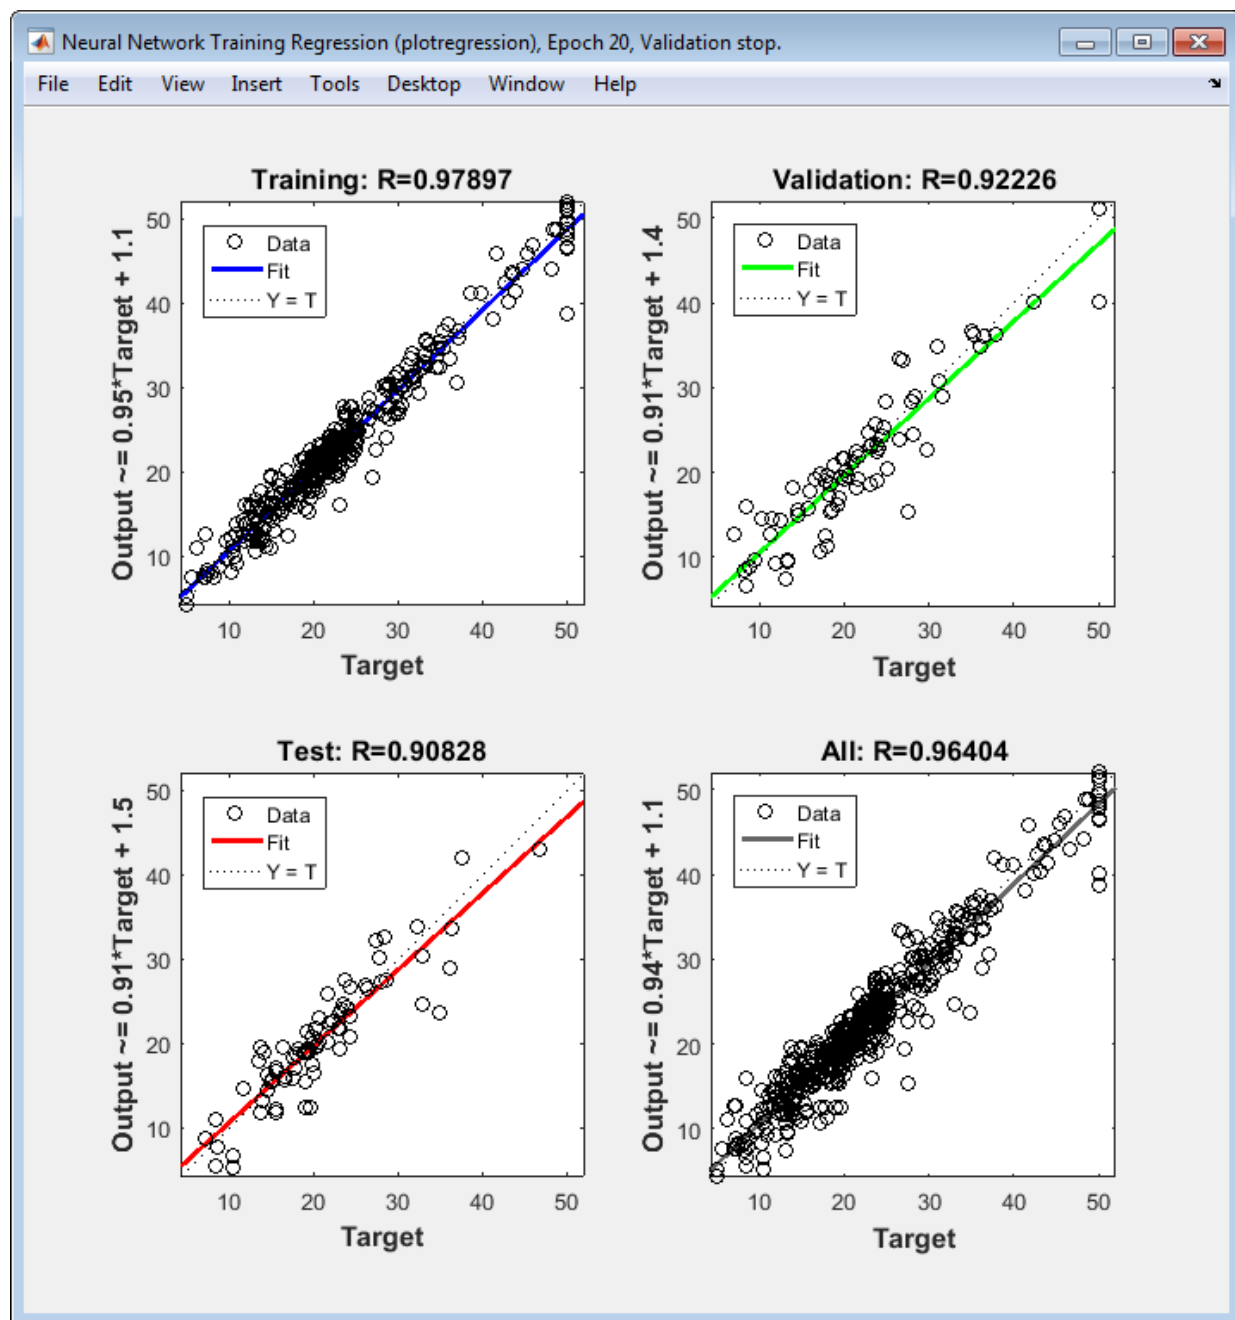 Neural Network Training Regression (plotregression), Epoch 20, Validation stop.
File Edit View Insert Tools Desktop Window Help
Training: R=0.97897
Output ~= 0.95*Target + 1.1
50
40
30
20
10
Data
Fit
Y = T
10 20 30 40 50
Target
Validation: R=0.92226
Output ~= 0.91*Target + 1.4
50
40
30
20
10
Data
Fit
Y = T
10 20 30 40 50
Target
Test: R=0.90828
Output ~= 0.91*Target + 1.5
50
40
30
20
10
Data
Fit
Y = T
10 20 30 40 50
Target
All: R=0.96404
Output ~= 0.94*Target + 1.1
50
40
30
20
10
Data
Fit
Y = T
10 20 30 40 50
Target